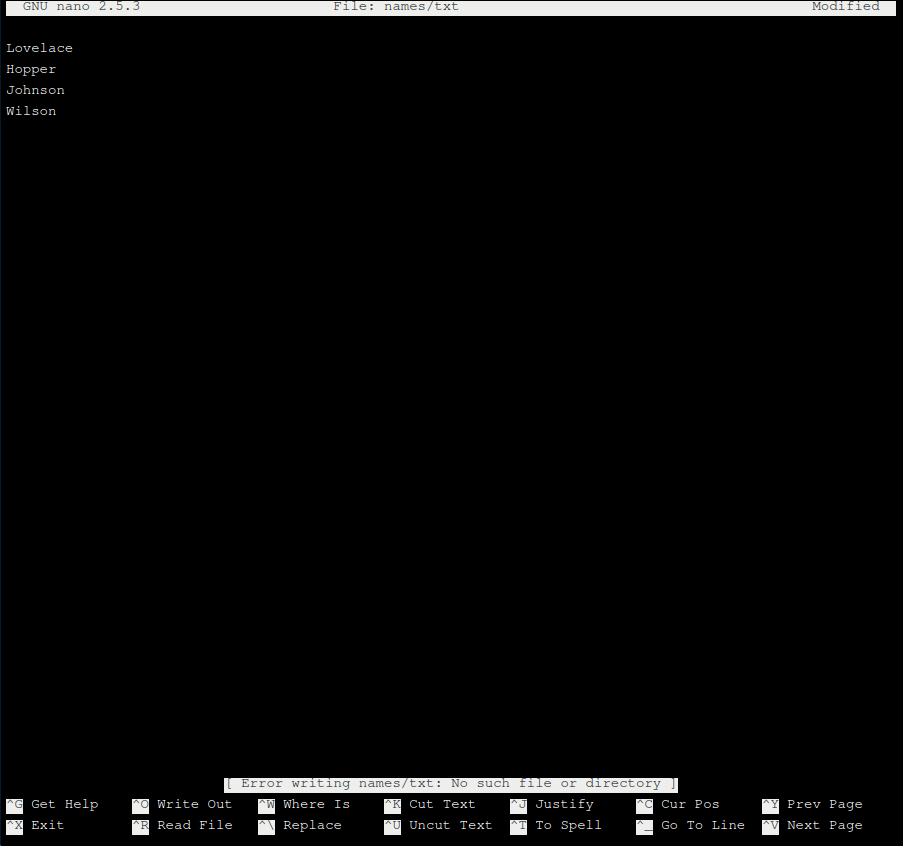 GNU nano 2.5.3 File: names/txt Modified
Lovelace
Hopper
Johnson
Wilson
[ Error writing names/txt: No such file or directory ]
^G Get Help ^O Write Out ^W Where Is ^K Cut Text ^J Justify ^C Cur Pos ^Y Prev Page
^X Exit ^R Read File ^\ Replace ^U Uncut Text ^T To Spell ^_ Go To Line ^V Next Page